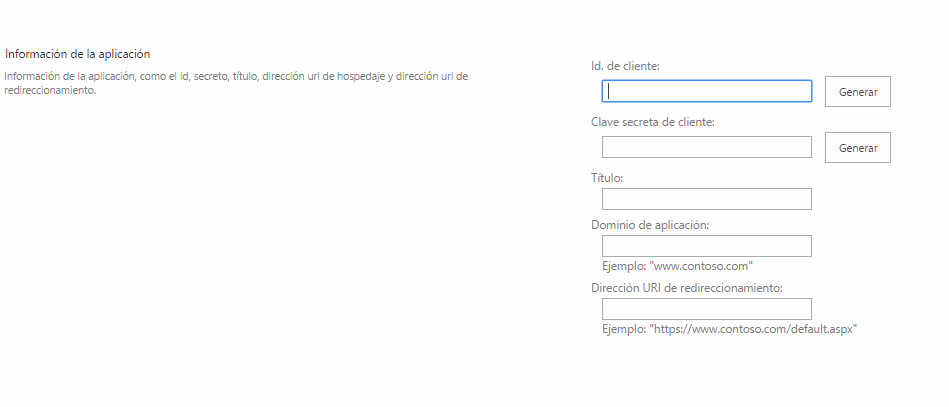 Información de la aplicación
Información de la aplicación, como el id, secreto, título, dirección url de hospedaje y dirección url de
redireccionamiento.
Id. de cliente:
Generar
Clave secreta de cliente:
Generar
Título:
Dominio de aplicación:
Ejemplo: "www.contoso.com"
Dirección URI de redireccionamiento:
Ejemplo: "https://www.contoso.com/default.aspx"